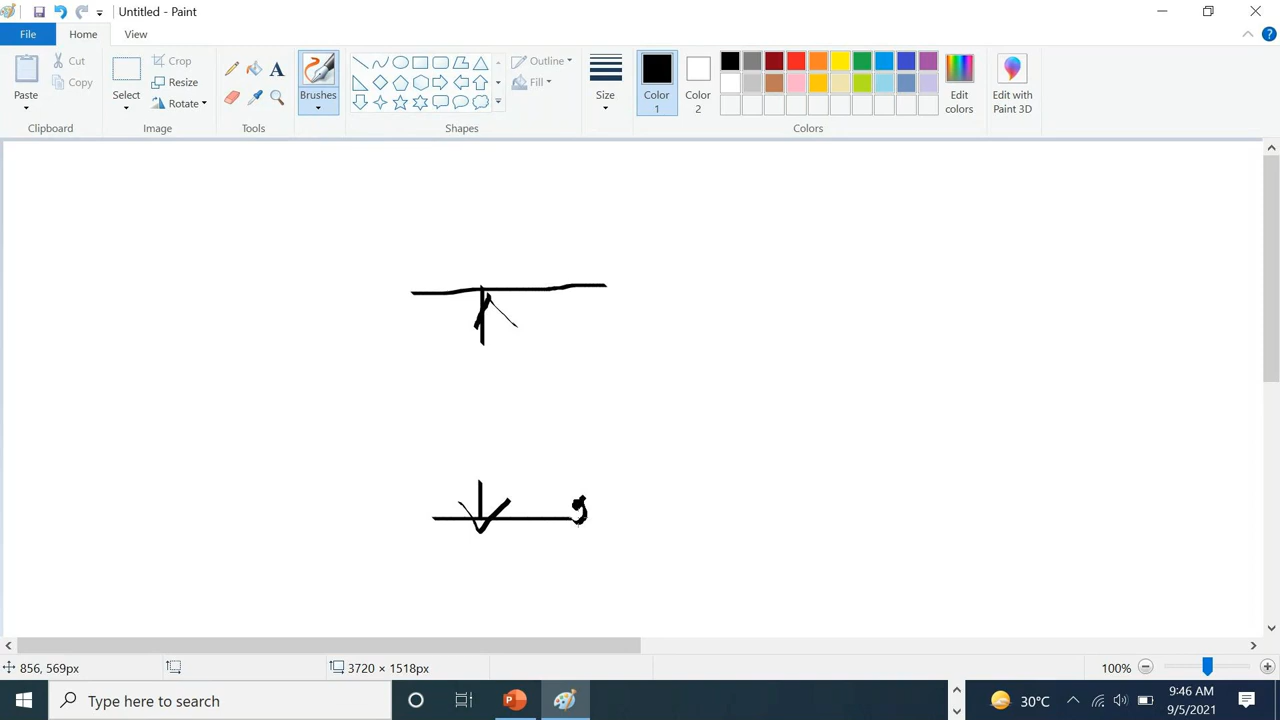 Untitled - Paint
File
Home
View
Paste
Cut
Copy
Clipboard
Select
Crop
Resize
Rotate
Image
Tools
Brushes
Outline
Fill
Shapes
Size
Color 1
Color 2
Edit colors
Colors
Edit with Paint 3D
856, 569px
3720 × 1518px
100%
Type here to search
30°C
9:46 AM
9/5/2021